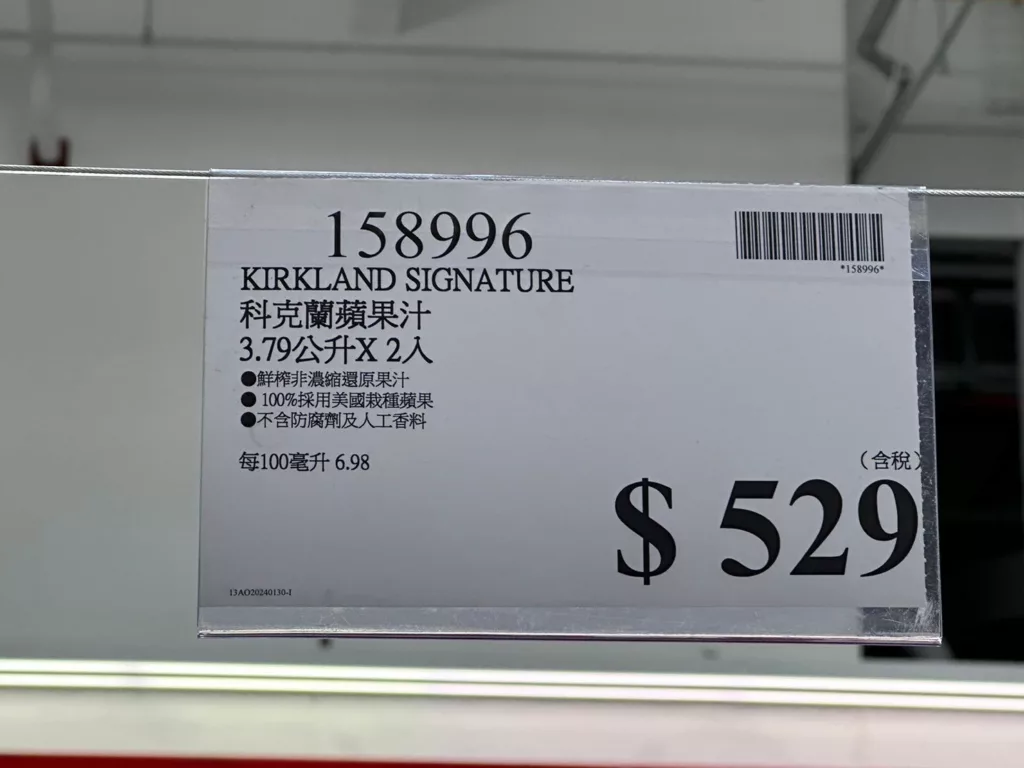 158996
*158996*
KIRKLAND SIGNATURE
科克蘭蘋果汁
3.79公升X 2入
●鮮榨非濃縮還原果汁
● 100%採用美國栽種蘋果
●不含防腐劑及人工香料
每100毫升 6.98
（含稅）
$ 529
13AO20240130-1